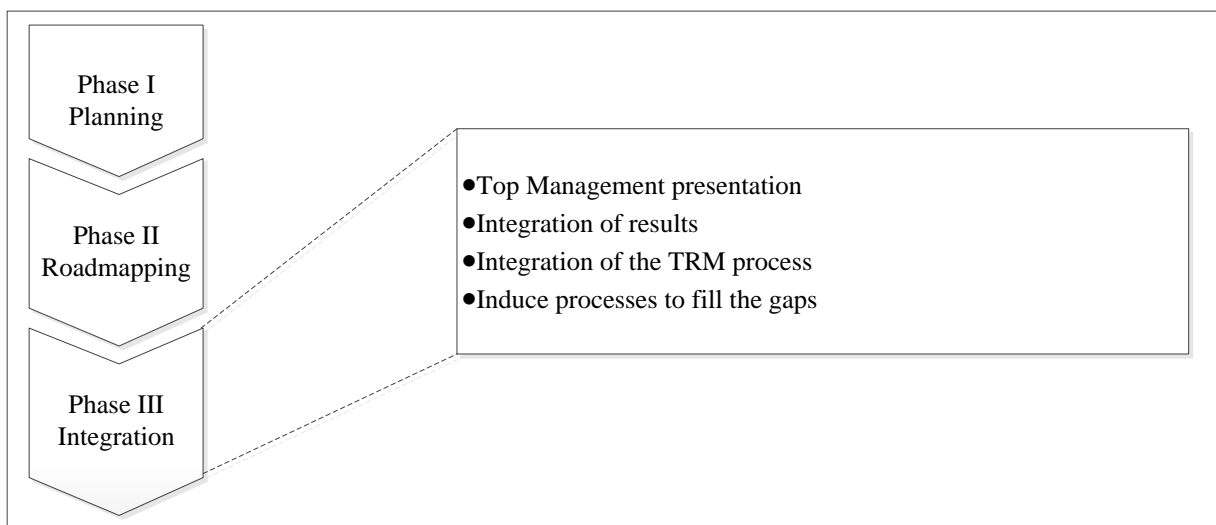 Phase I
Planning
Phase II
Roadmapping
Phase III
Integration
●Top Management presentation
●Integration of results
●Integration of the TRM process
●Induce processes to fill the gaps